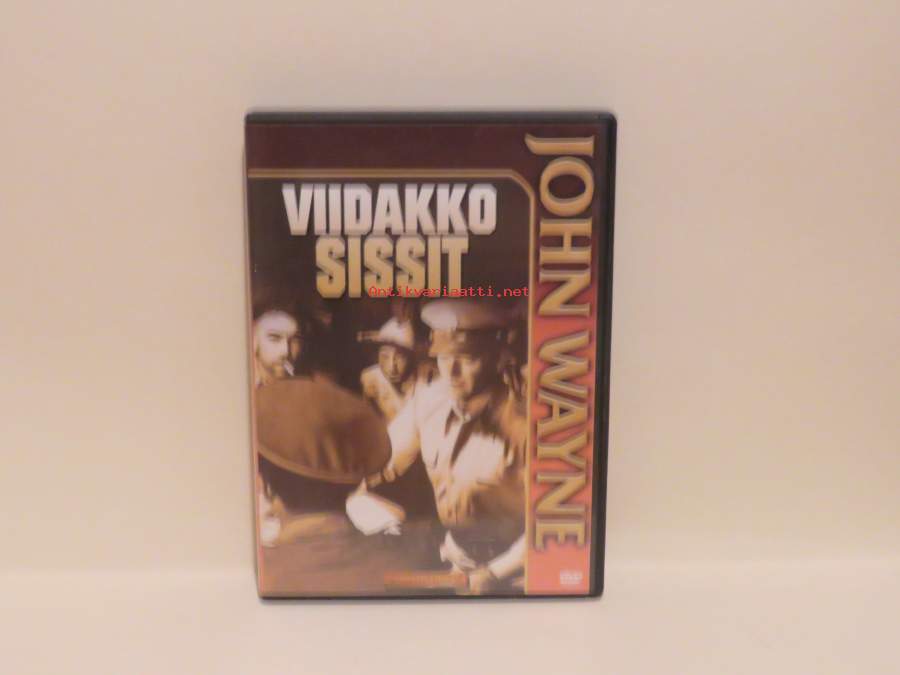 VIIDAKKO
SISSIT
Antikvariaatti.net
JOHN WAYNE
DVD